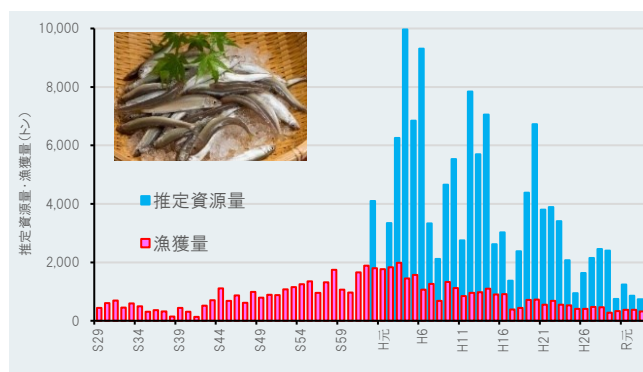 推定資源量・漁獲量(トン)
10,000
8,000
6,000
4,000
2,000
0
推定資源量
漁獲量
S29
S34
S39
S44
S49
S54
S59
H元
H6
H11
H16
H21
H26
R元